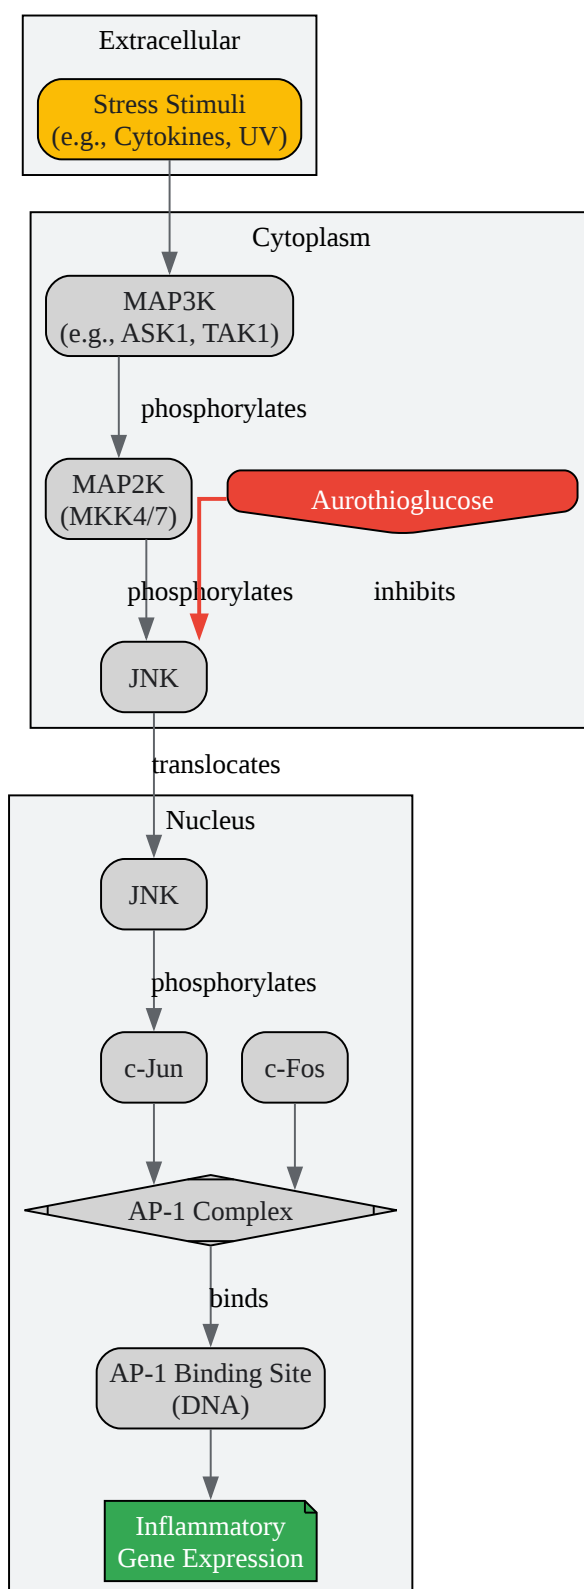 Extracellular
Stress Stimuli
(e.g., Cytokines, UV)
Cytoplasm
MAP3K
(e.g., ASK1, TAK1)
phosphorylates
MAP2K
(MKK4/7)
Aurothioglucose
phosphorylates
inhibits
JNK
translocates
Nucleus
JNK
phosphorylates
c-Jun
c-Fos
AP-1 Complex
binds
AP-1 Binding Site
(DNA)
Inflammatory
Gene Expression